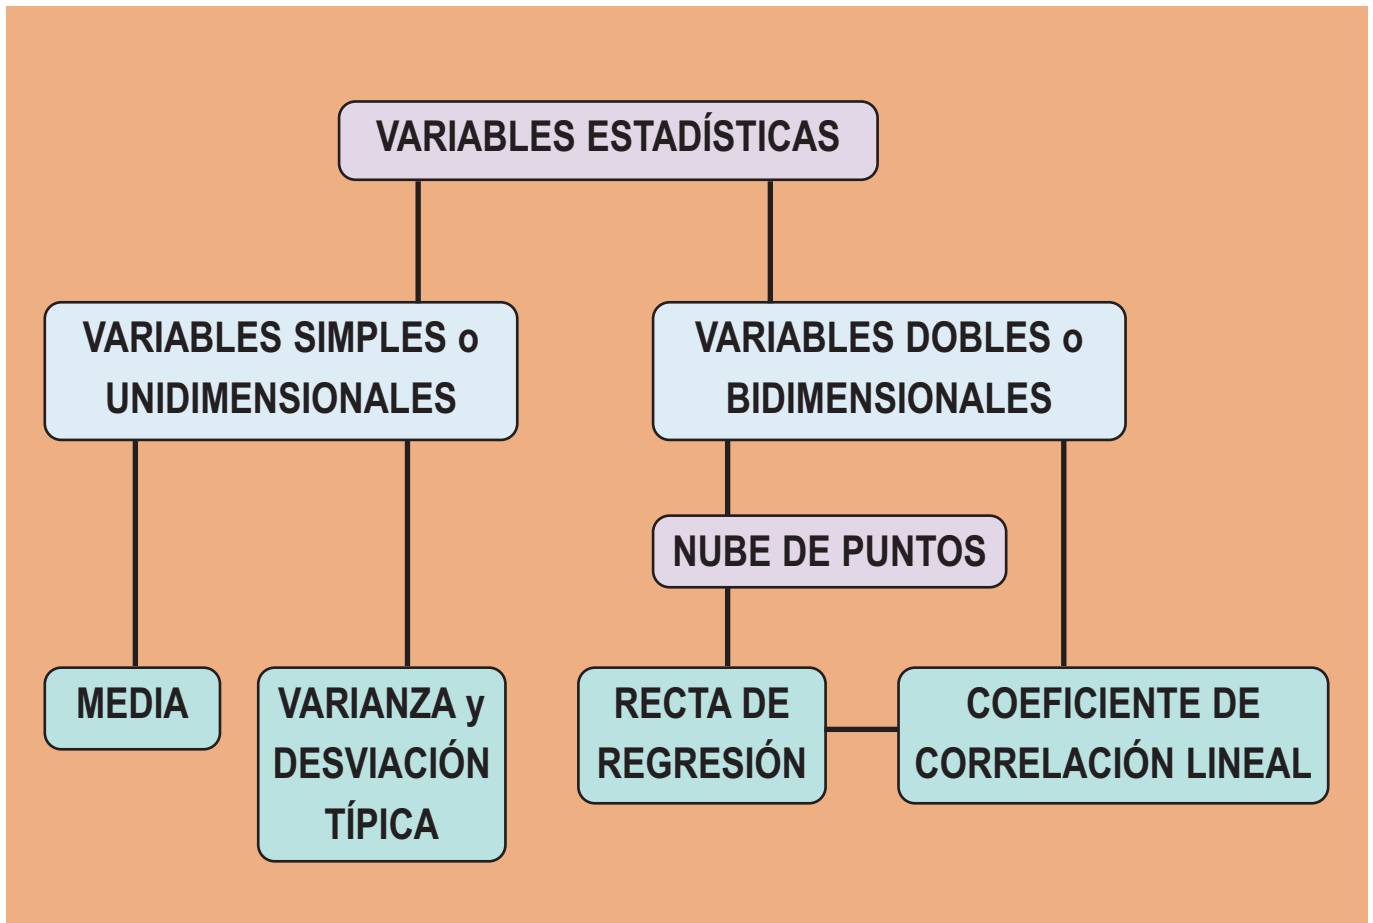 VARIABLES ESTADÍSTICAS
VARIABLES SIMPLES o
UNIDIMENSIONALES
VARIABLES DOBLES o
BIDIMENSIONALES
NUBE DE PUNTOS
MEDIA
VARIANZA y
DESVIACIÓN
TÍPICA
RECTA DE
REGRESIÓN
COEFICIENTE DE
CORRELACIÓN LINEAL